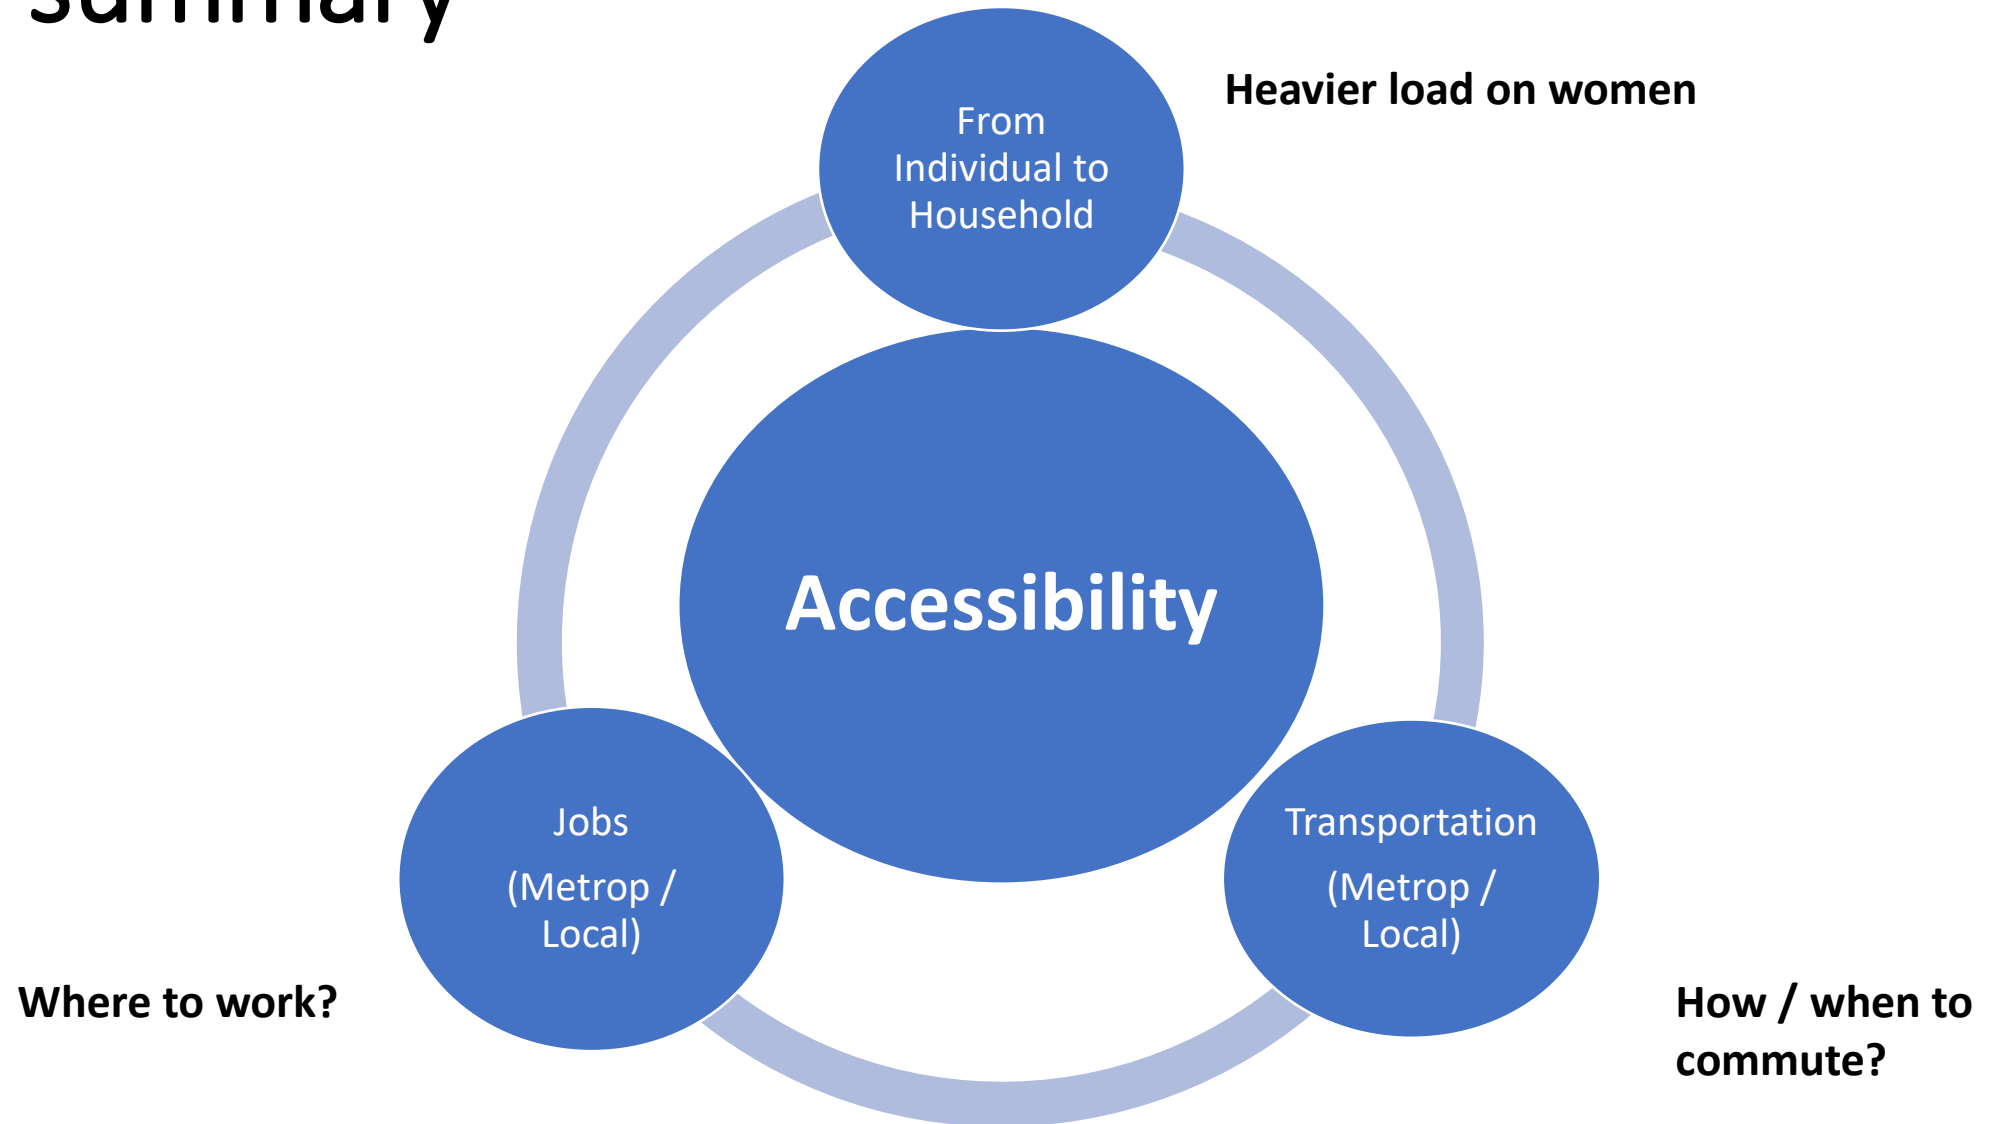 Summary
From
Individual to
Household
Heavier load on women
Accessibility
Jobs
(Metrop /
Local)
Transportation
(Metrop /
Local)
Where to work?
How / when to
commute?